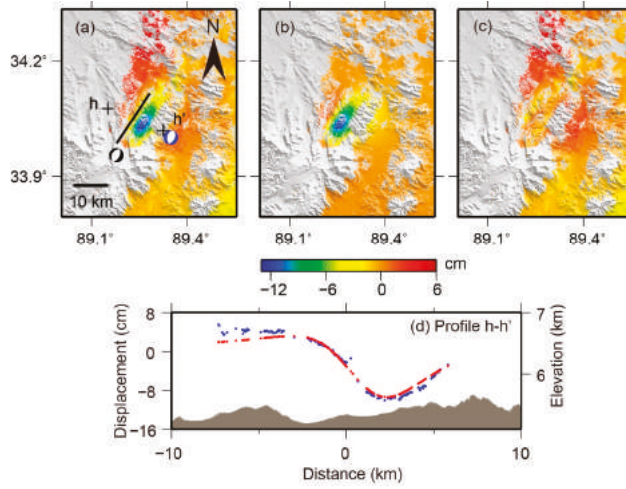 (a)
N
(b)
(c)
34.2°
33.9°
h
h'
10 km
89.1°
89.4°
89.1°
89.4°
89.1°
89.4°
cm
−12
−6
0
6
(d) Profile h-h'
Displacement (cm)
8
0
−8
−16
7
6
Elevation (km)
−10
0
10
Distance (km)